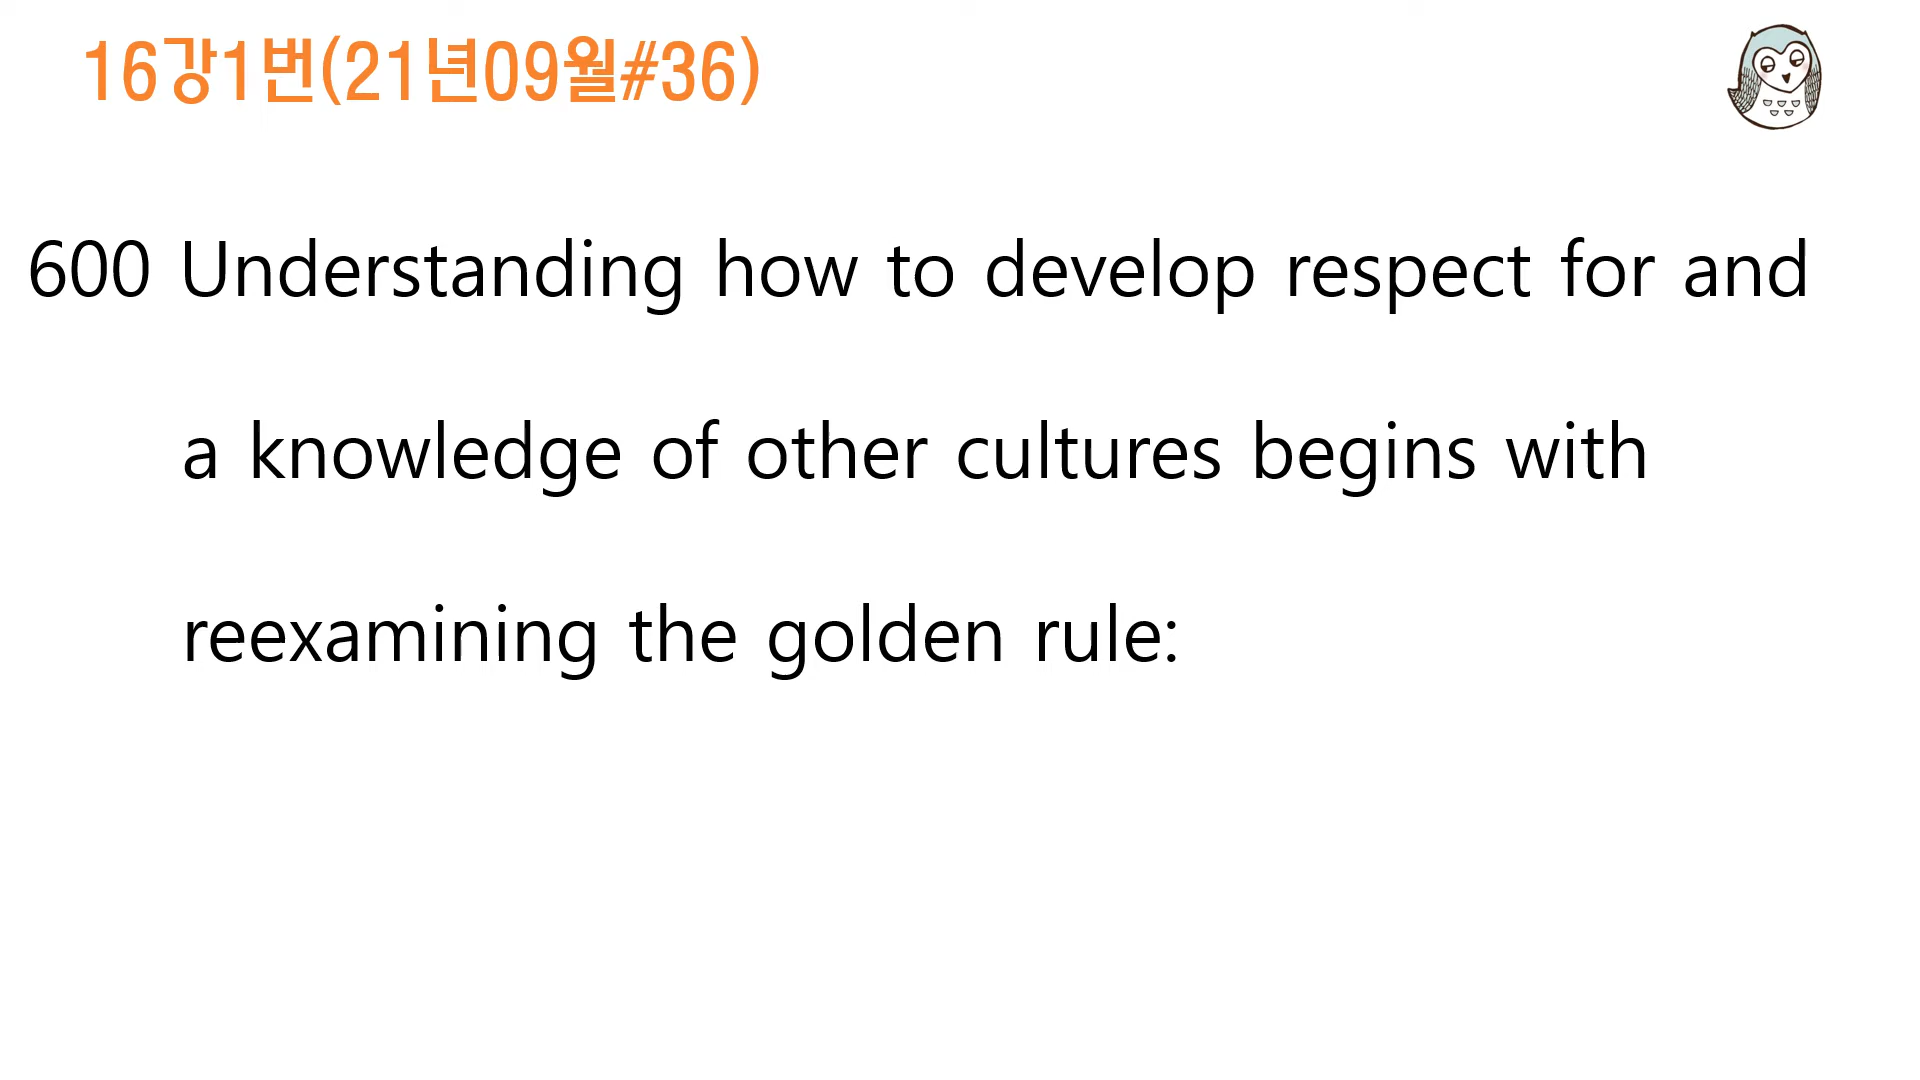 16강1번(21년09월#36)
600 Understanding how to develop respect for and
a knowledge of other cultures begins with
reexamining the golden rule: